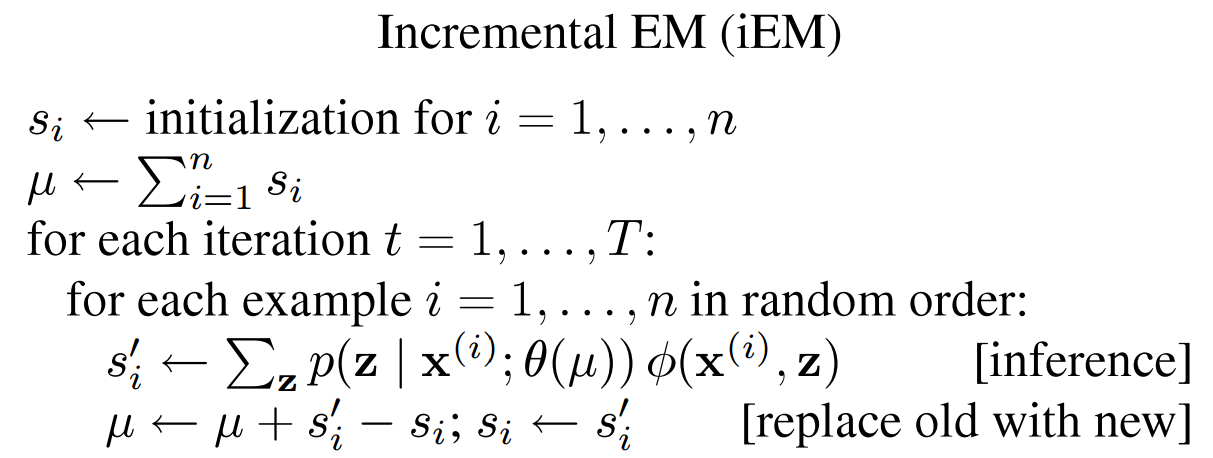 Incremental EM (iEM)
s_i ← initialization for i = 1, . . . , n
μ ← ∑_{i=1}^{n} s_i
for each iteration t = 1, . . . , T:
for each example i = 1, . . . , n in random order:
s′_i ← ∑_𝐳 p(𝐳 | 𝐱^{(i)}; θ(μ)) ϕ(𝐱^{(i)}, 𝐳) [inference]
μ ← μ + s′_i − s_i; s_i ← s′_i [replace old with new]